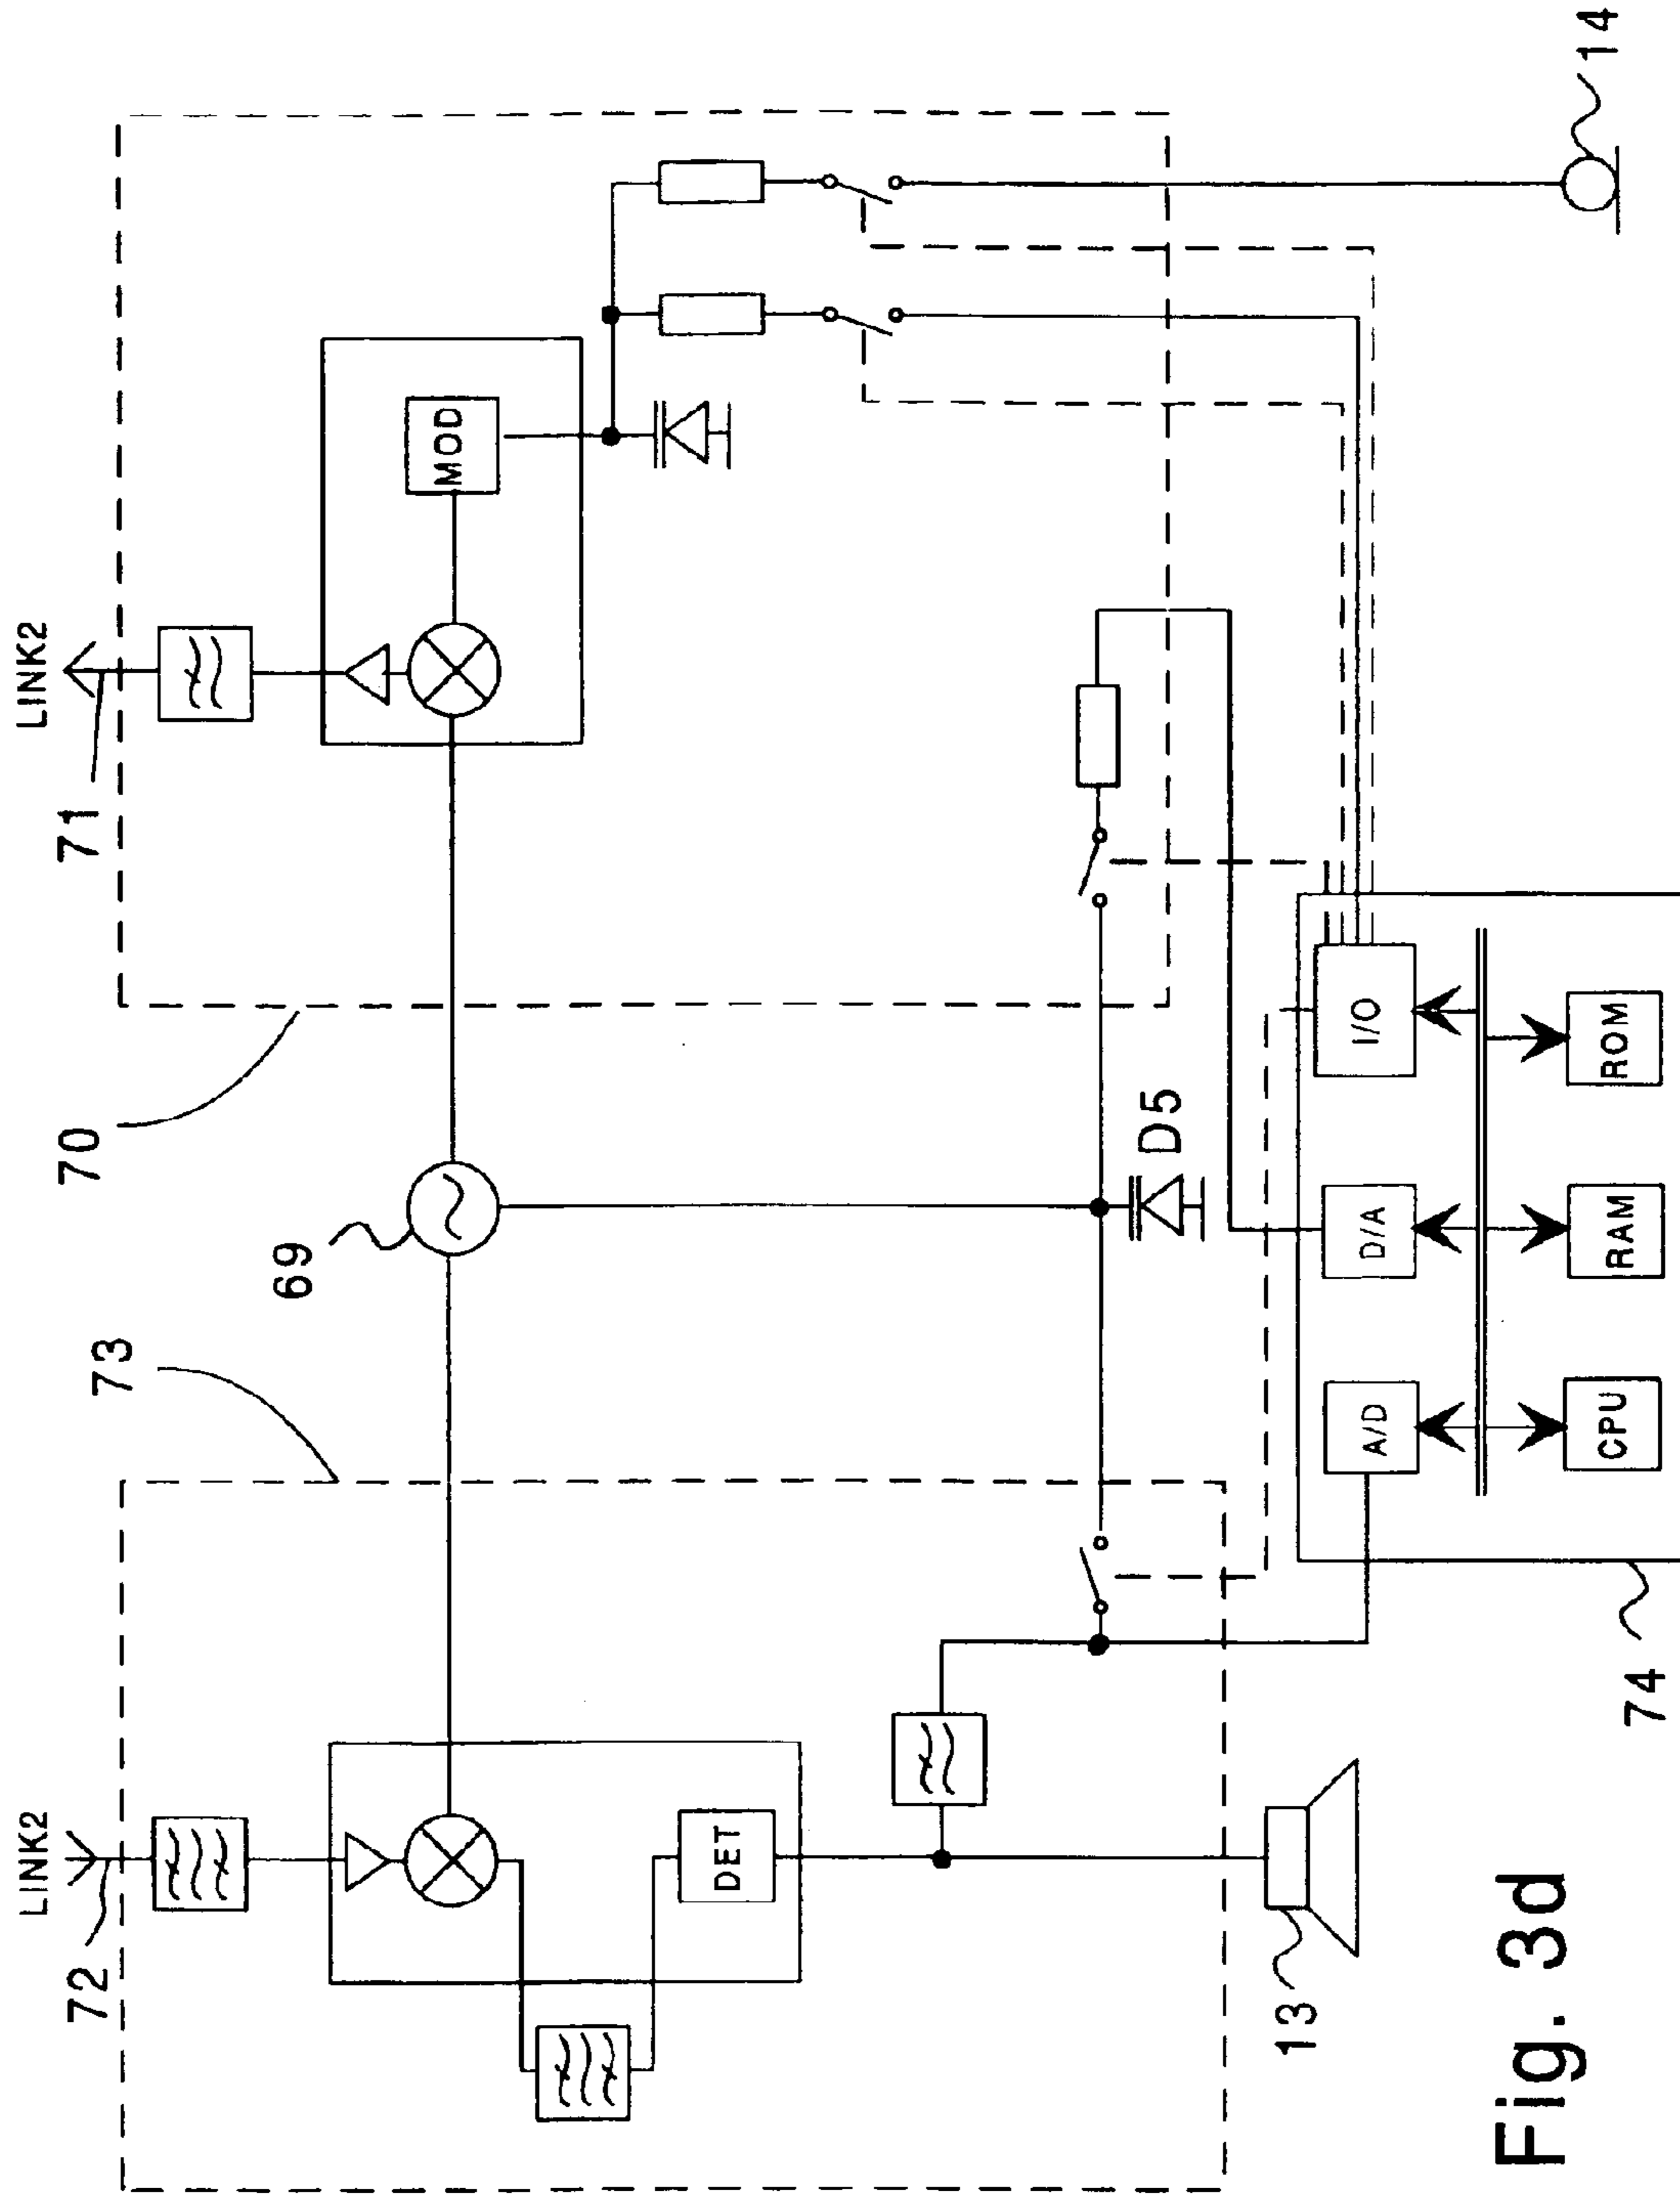 LINK2
72
73
LINK2
71
70
69
DET
MOD
D5
13
14
74
A/D
D/A
I/O
CPU
RAM
ROM
Fig. 3d